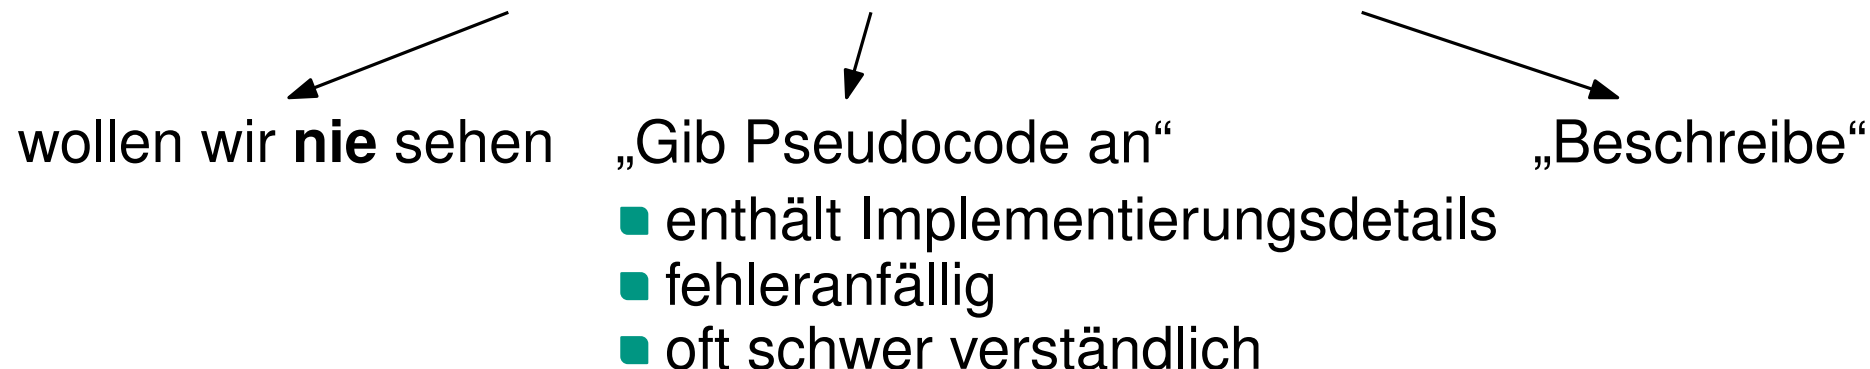 wollen wir nie sehen „Gib Pseudocode an“ „Beschreibe“
enthält Implementierungsdetails
fehleranfällig
oft schwer verständlich